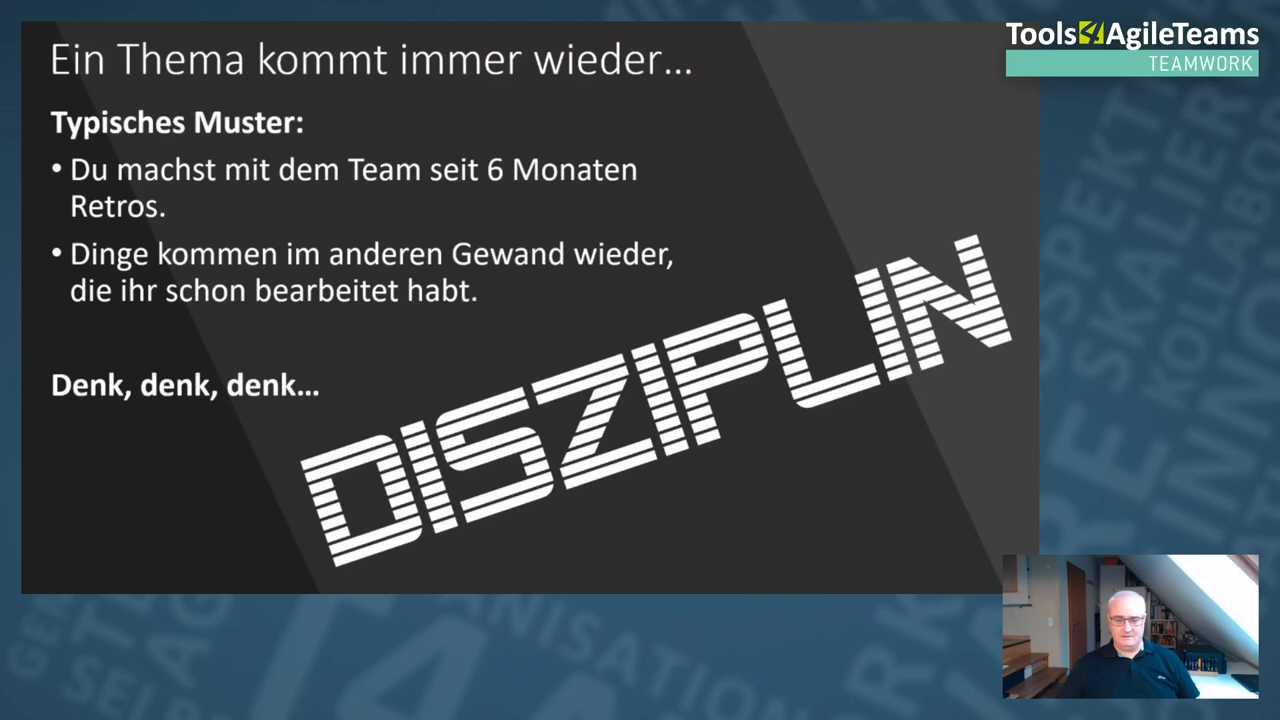 Ein Thema kommt immer wieder...
Typisches Muster:
• Du machst mit dem Team seit 6 Monaten
Retros.
• Dinge kommen im anderen Gewand wieder,
die ihr schon bearbeitet habt.
Denk, denk, denk...
DISZIPLIN
Tools4AgileTeams
TEAMWORK